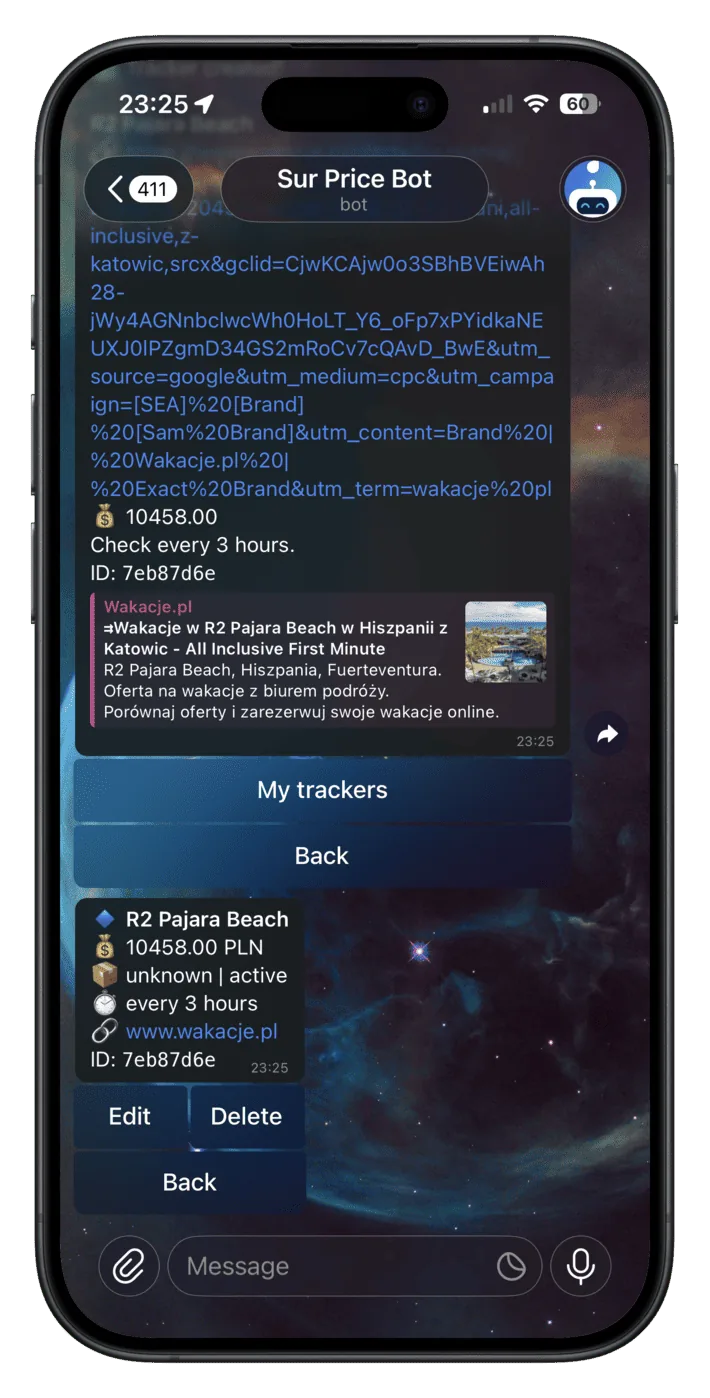 23:25
60
411
Sur Price Bot
bot
inclusive,z-
katowic,srcx&gclid=CjwKCAjw0o3SBhBVEiwAh
28-
jWy4AGNnbclwcWh0HoLT_Y6_oFp7xPYidkaNE
UXJ0lPZgmD34GS2mRoCv7cQAvD_BwE&utm_
source=google&utm_medium=cpc&utm_campa
ign=[SEA]%20[Brand]
%20[Sam%20Brand]&utm_content=Brand%20|
%20Wakacje.pl%20|
%20Exact%20Brand&utm_term=wakacje%20pl
💰 10458.00
Check every 3 hours.
ID: 7eb87d6e
Wakacje.pl
⇉Wakacje w R2 Pajara Beach w Hiszpanii z
Katowic - All Inclusive First Minute
R2 Pajara Beach, Hiszpania, Fuerteventura.
Oferta na wakacje z biurem podróży.
Porównaj oferty i zarezerwuj swoje wakacje online.
23:25
My trackers
Back
🔷 R2 Pajara Beach
💰 10458.00 PLN
📦 unknown | active
⏱ every 3 hours
🔗 www.wakacje.pl
ID: 7eb87d6e
23:25
Edit
Delete
Back
Message